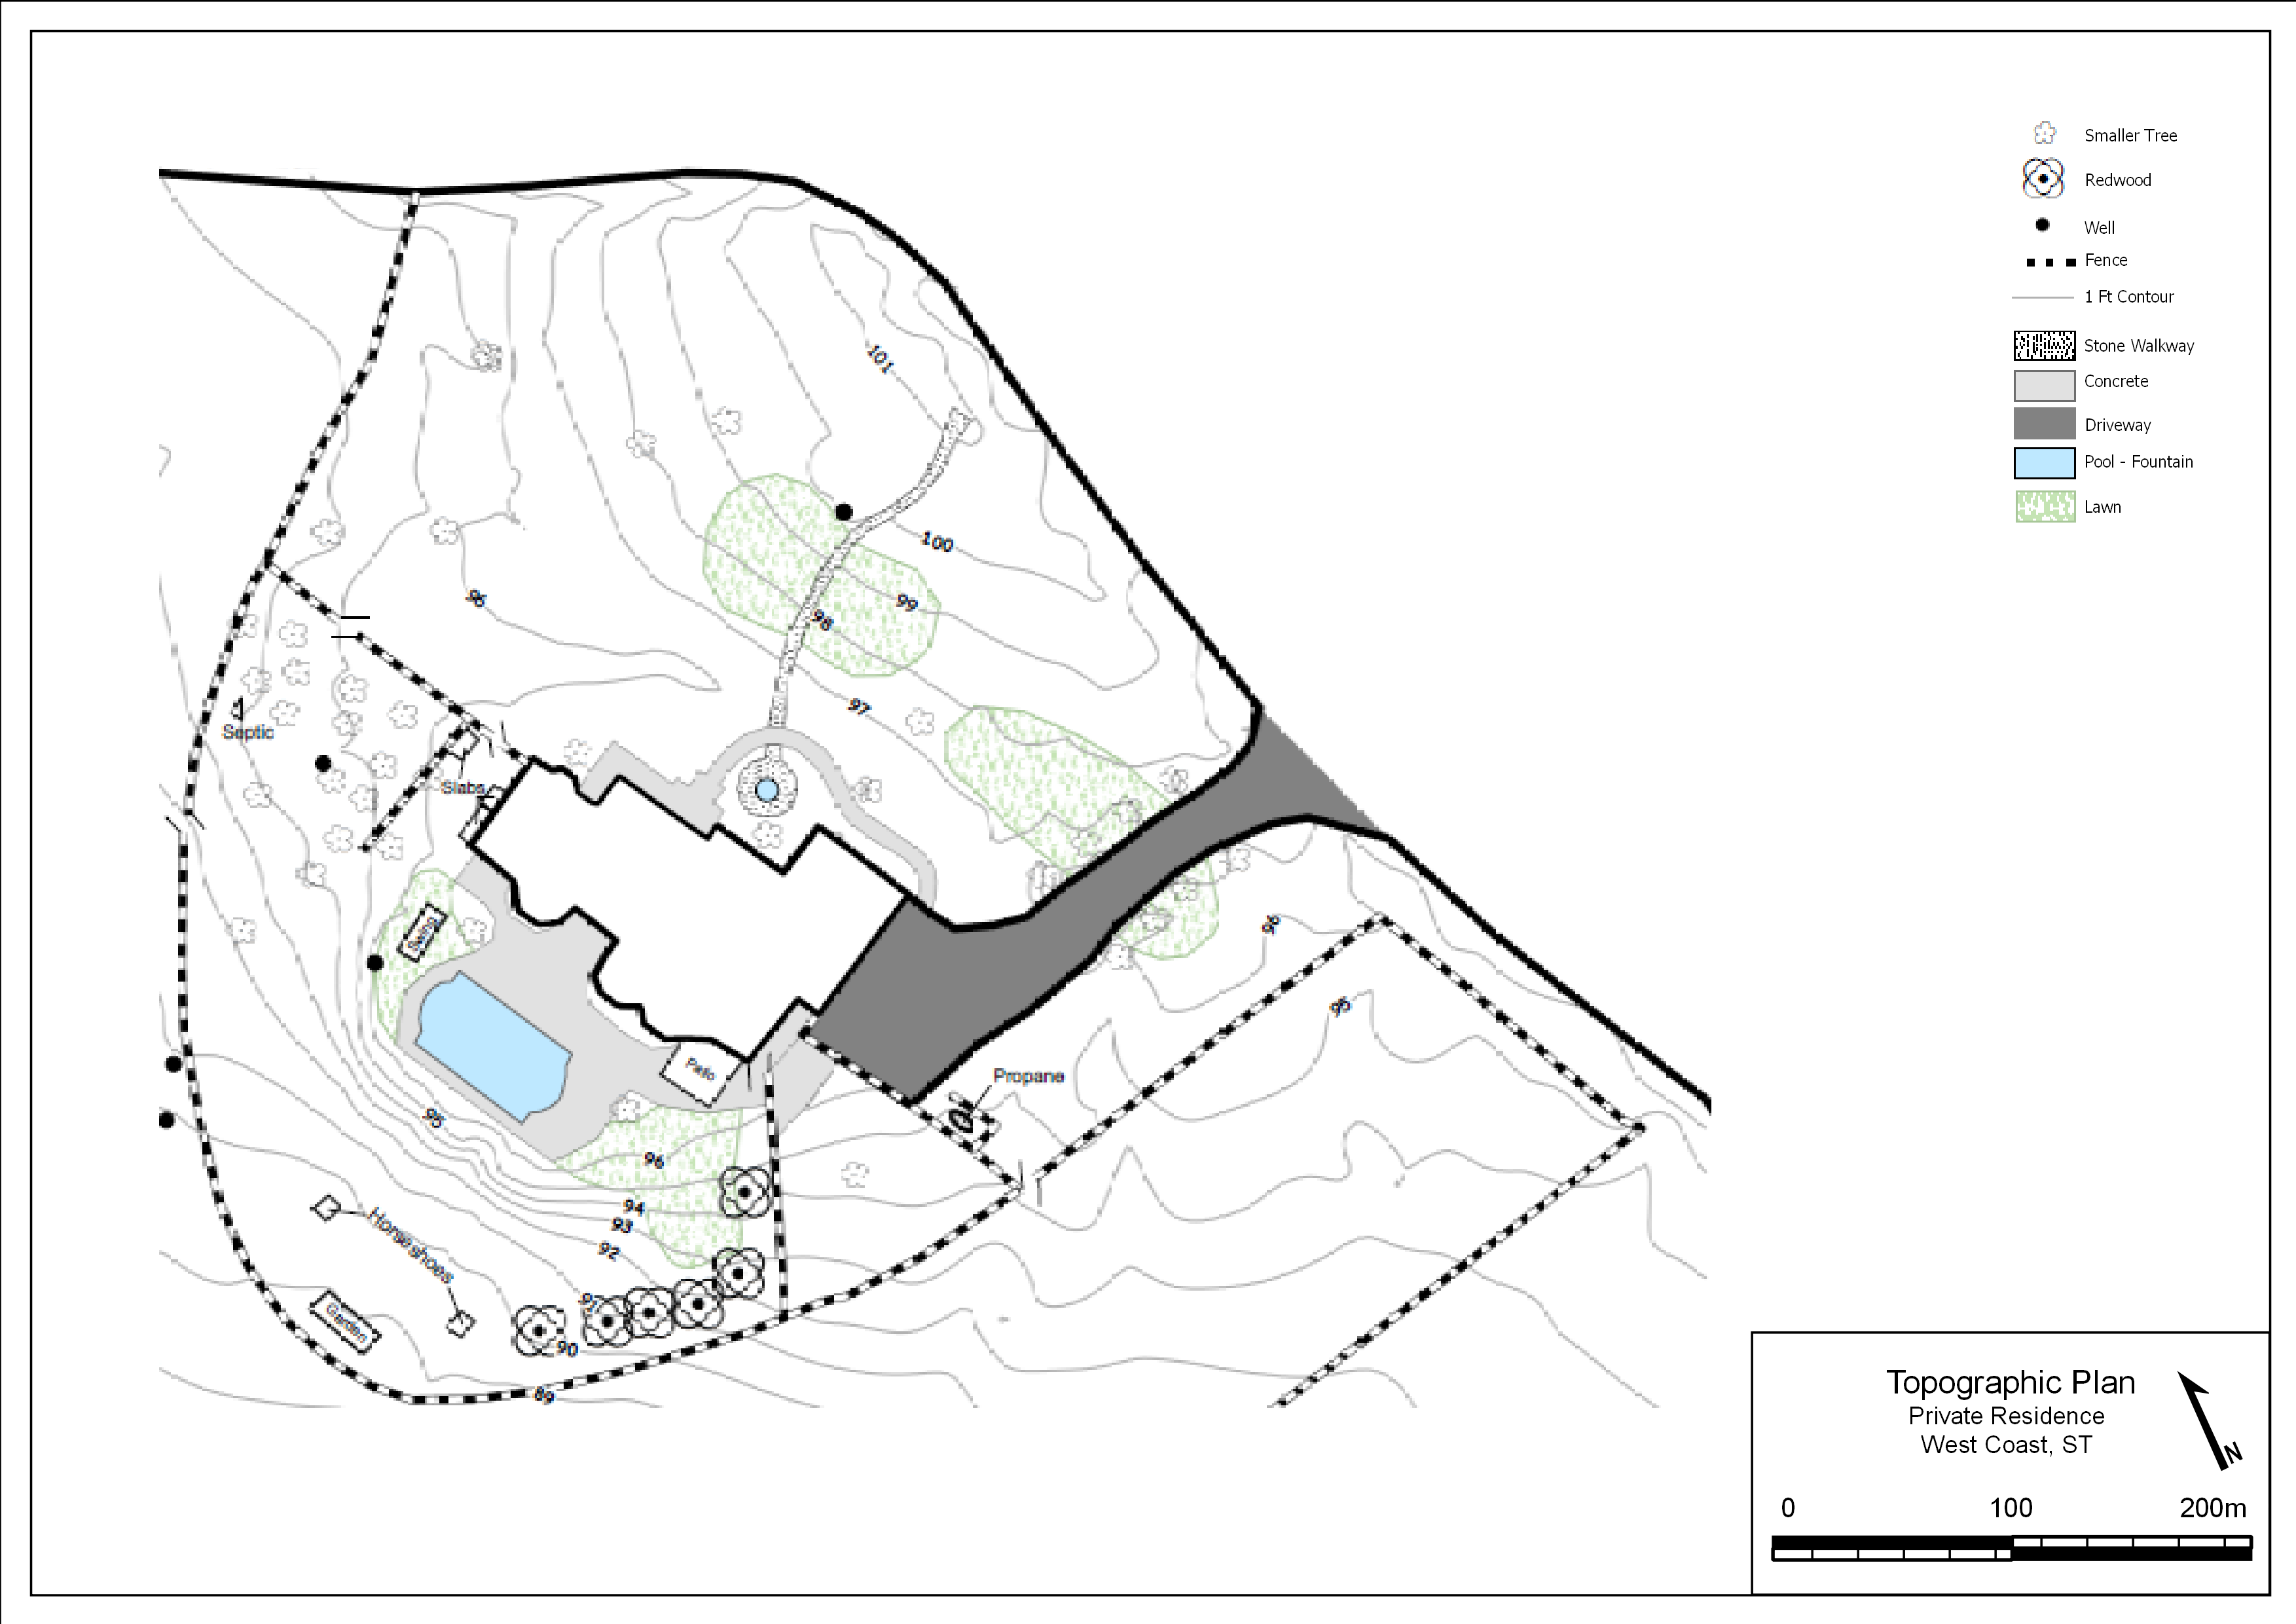 Smaller Tree
Redwood
Well
Fence
1 Ft Contour
Stone Walkway
Concrete
Driveway
Pool - Fountain
Lawn
101
100
99
98
97
96
Septic
Slabs
Swing
Patio
Propane
96
95
95
96
94
93
92
91
90
89
Horseshoes
Garden
Topographic Plan
Private Residence
West Coast, ST
N
0 100 200m